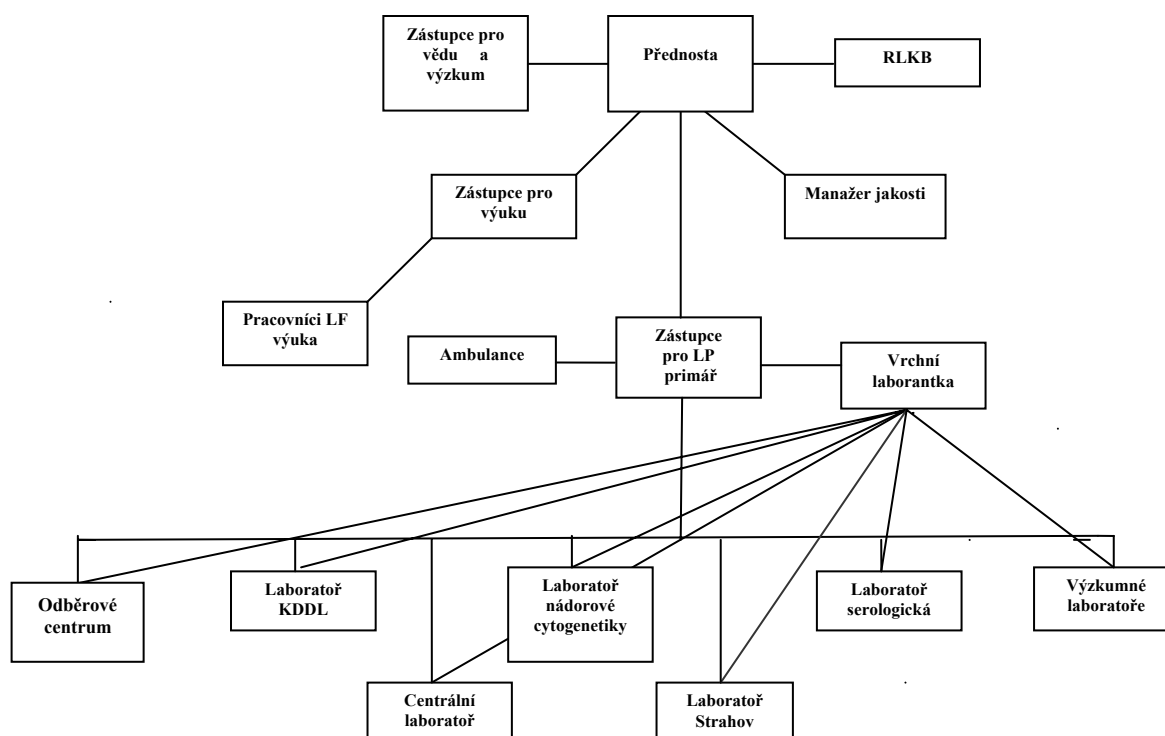 Zástupce pro
vědu a
výzkum
Přednosta
RLKB
Zástupce pro
výuku
Manažer jakosti
Pracovníci LF
výuka
Ambulance
Zástupce
pro LP
primář
Vrchní
laborantka
Odběrové
centrum
Laboratoř
KDDL
Laboratoř
nádorové
cytogenetiky
Laboratoř
serologická
Výzkumné
laboratoře
Centrální
laboratoř
Laboratoř
Strahov